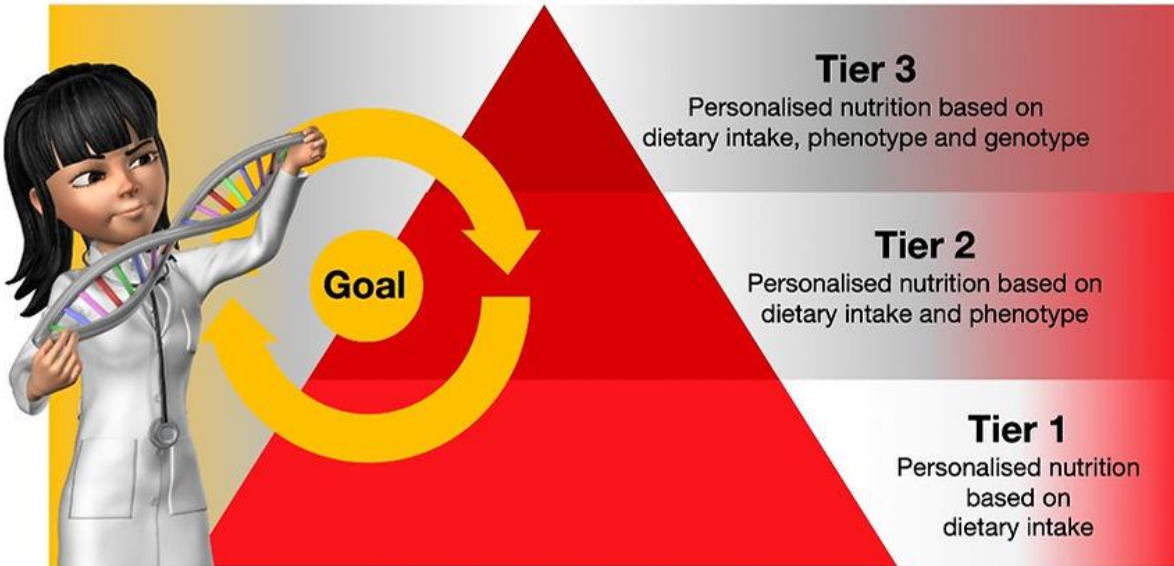 Tier 3
Personalised nutrition based on
dietary intake, phenotype and genotype
Goal
Tier 2
Personalised nutrition based on
dietary intake and phenotype
Tier 1
Personalised nutrition
based on
dietary intake